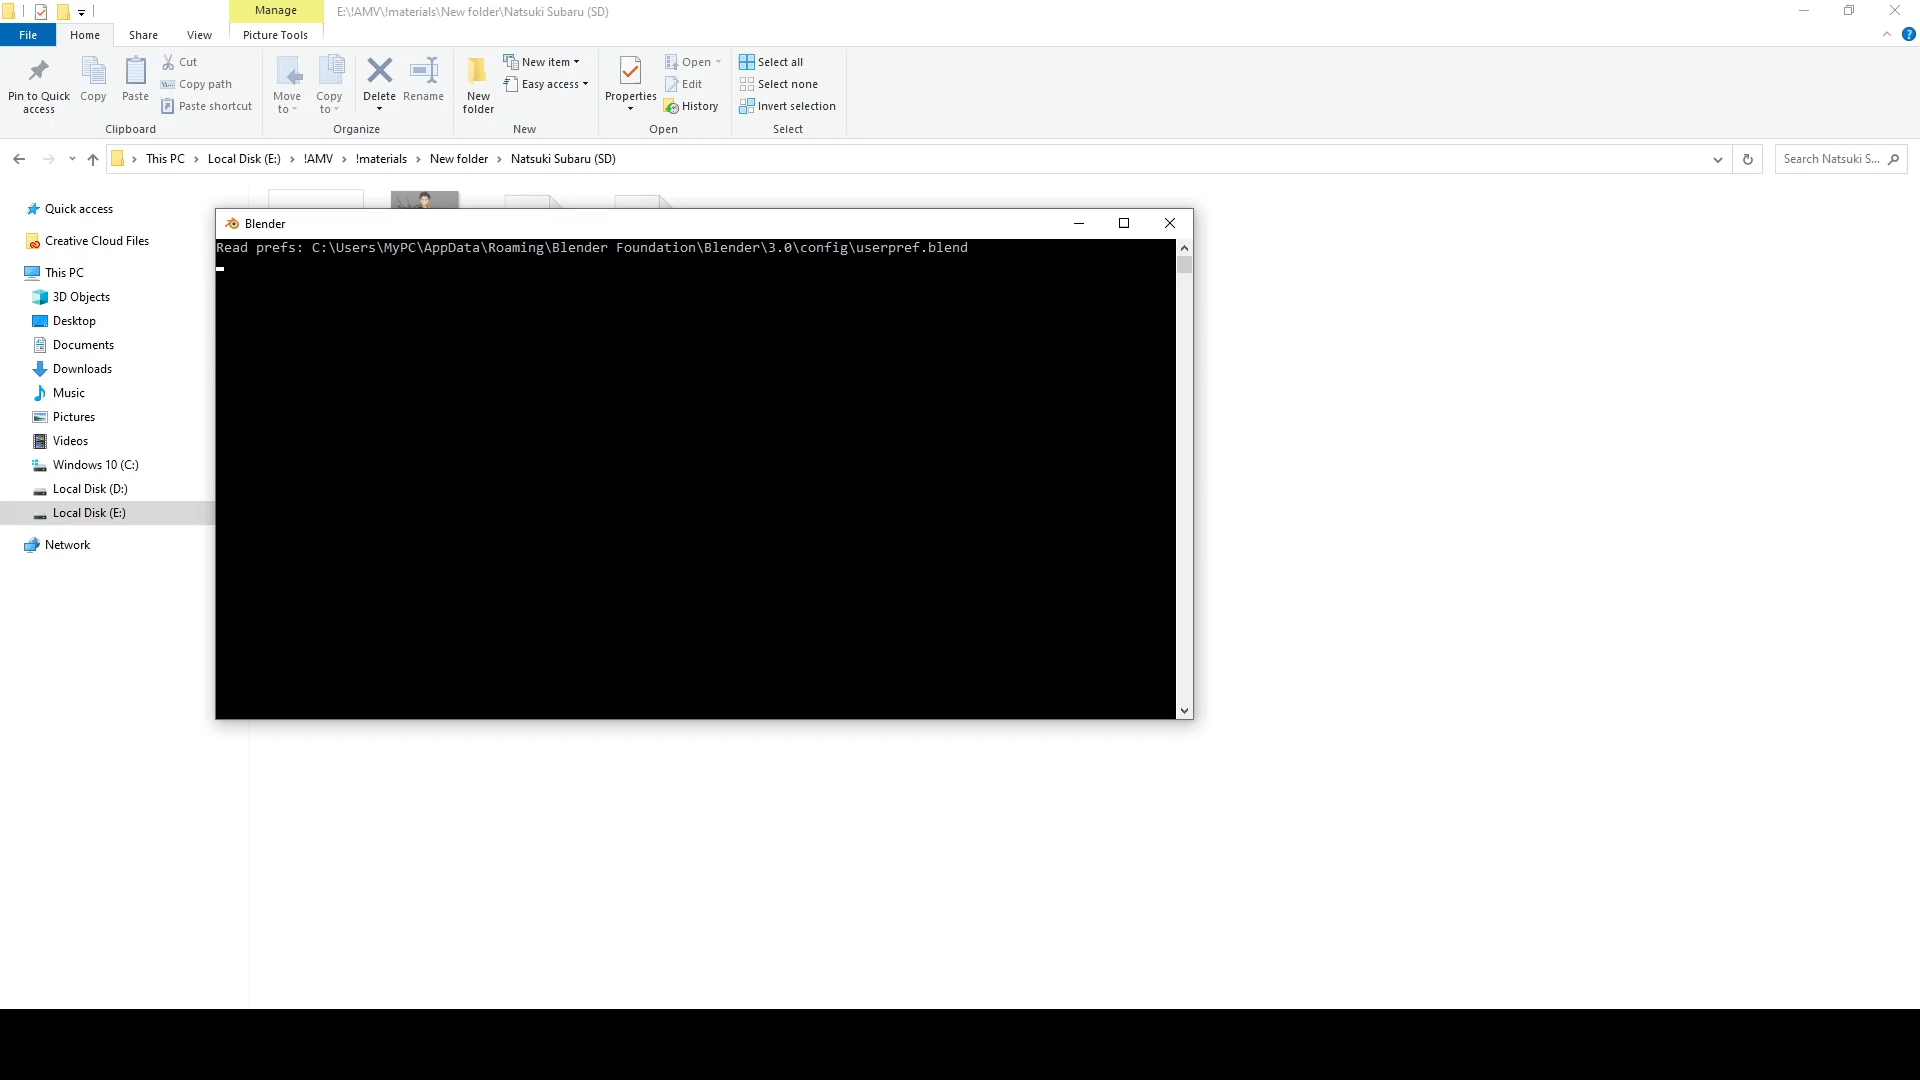 Manage
E:\!AMV\!materials\New folder\Natsuki Subaru (SD)
File
Home
Share
View
Picture Tools
?
Pin to Quick access
Copy
Paste
Cut
Copy path
Paste shortcut
Clipboard
Move to
Copy to
Delete
Rename
Organize
New folder
New item
Easy access
New
Properties
Open
Edit
History
Open
Select all
Select none
Invert selection
Select
This PC
Local Disk (E:)
!AMV
!materials
New folder
Natsuki Subaru (SD)
Search Natsuki S...
Quick access
Creative Cloud Files
This PC
3D Objects
Desktop
Documents
Downloads
Music
Pictures
Videos
Windows 10 (C:)
Local Disk (D:)
Local Disk (E:)
Network
Blender
Read prefs: C:\Users\MyPC\AppData\Roaming\Blender Foundation\Blender\3.0\config\userpref.blend